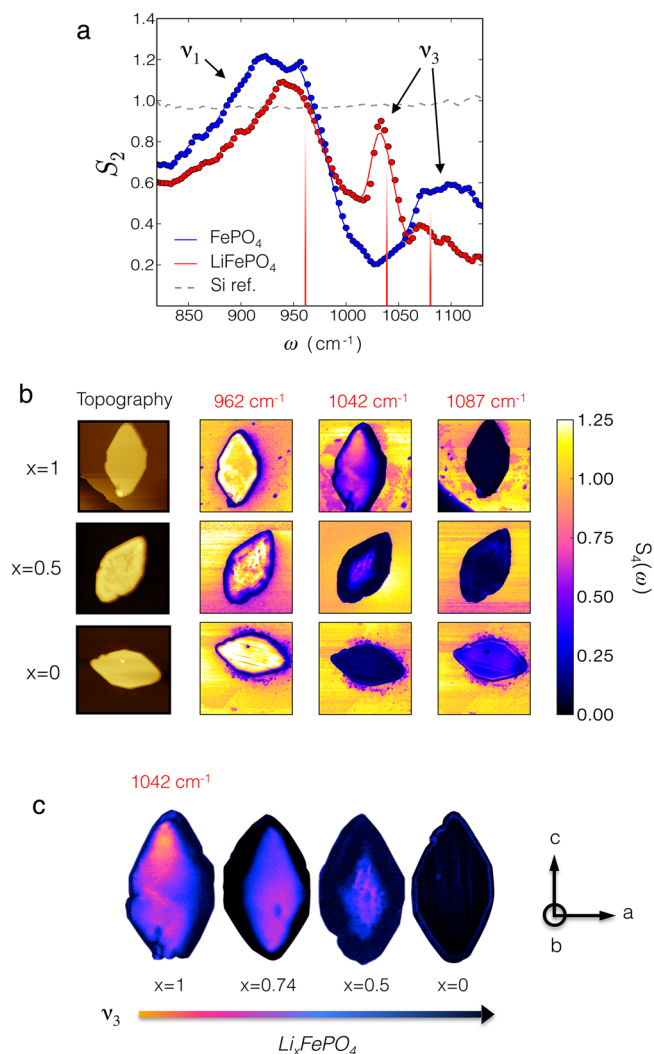 a
1.4
1.2
1.0
0.8
0.6
0.4
0.2
S₂
ν₁
ν₃
FePO₄
LiFePO₄
Si ref.
850 900 950 1000 1050 1100
ω (cm⁻¹)
b
Topography 962 cm⁻¹ 1042 cm⁻¹ 1087 cm⁻¹
x=1
x=0.5
x=0
1.25
1.00
0.75
0.50
0.25
0.00
S₄(ω)
c
1042 cm⁻¹
x=1 x=0.74 x=0.5 x=0
ν₃
LiₓFePO₄
c
a
b